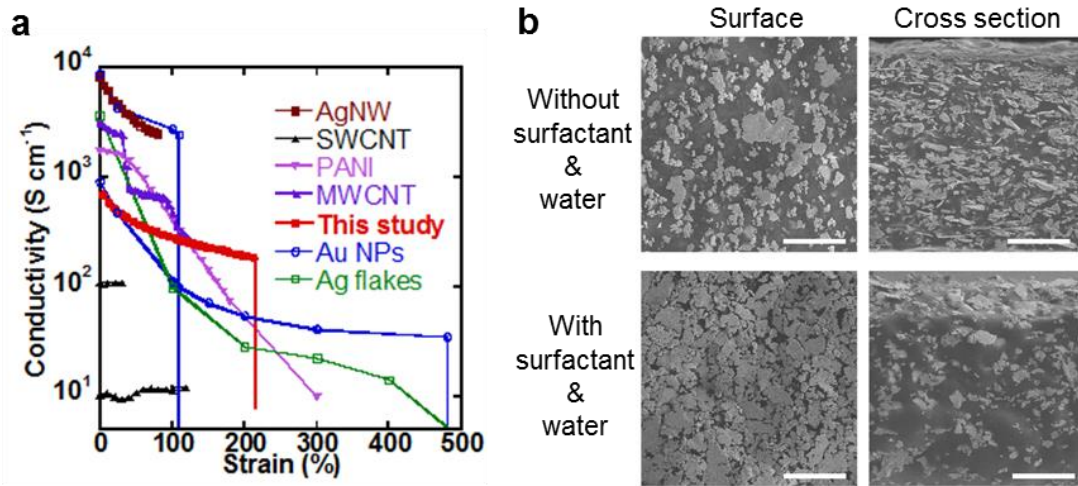 a
10⁴
10³
10²
10¹
Conductivity (S cm⁻¹)
0 100 200 300 400 500
Strain (%)
AgNW
SWCNT
PANI
MWCNT
This study
Au NPs
Ag flakes
b
Surface
Cross section
Without
surfactant
&
water
With
surfactant
&
water